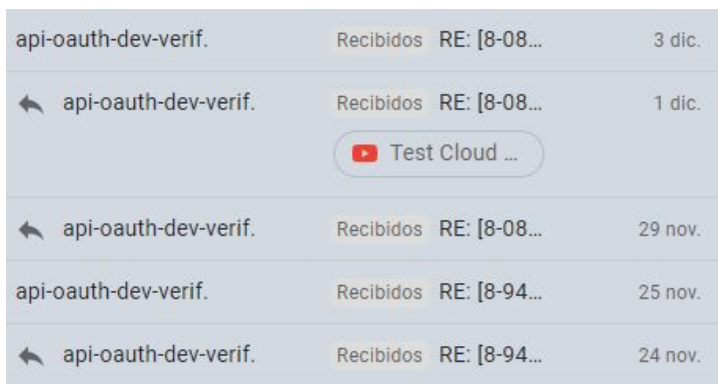 api-oauth-dev-verif. Recibidos RE: [8-08... 3 dic.
api-oauth-dev-verif. Recibidos RE: [8-08... 1 dic.
Test Cloud ...
api-oauth-dev-verif. Recibidos RE: [8-08... 29 nov.
api-oauth-dev-verif. Recibidos RE: [8-94... 25 nov.
api-oauth-dev-verif. Recibidos RE: [8-94... 24 nov.